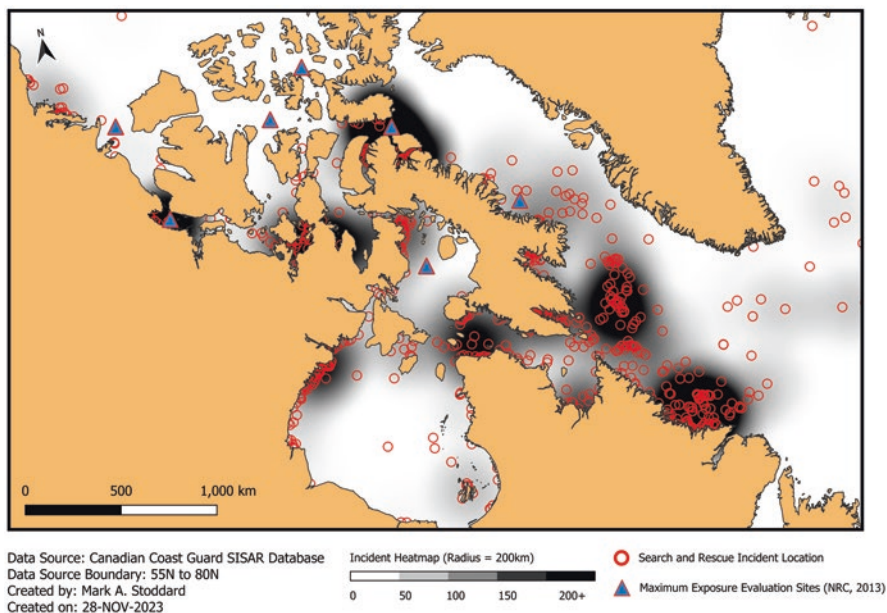 N
0
500
1,000 km
Data Source: Canadian Coast Guard SISAR Database
Data Source Boundary: 55N to 80N
Created by: Mark A. Stoddard
Created on: 28-NOV-2023
Incident Heatmap (Radius = 200km)
0 50 100 150 200+
Search and Rescue Incident Location
Maximum Exposure Evaluation Sites (NRC, 2013)